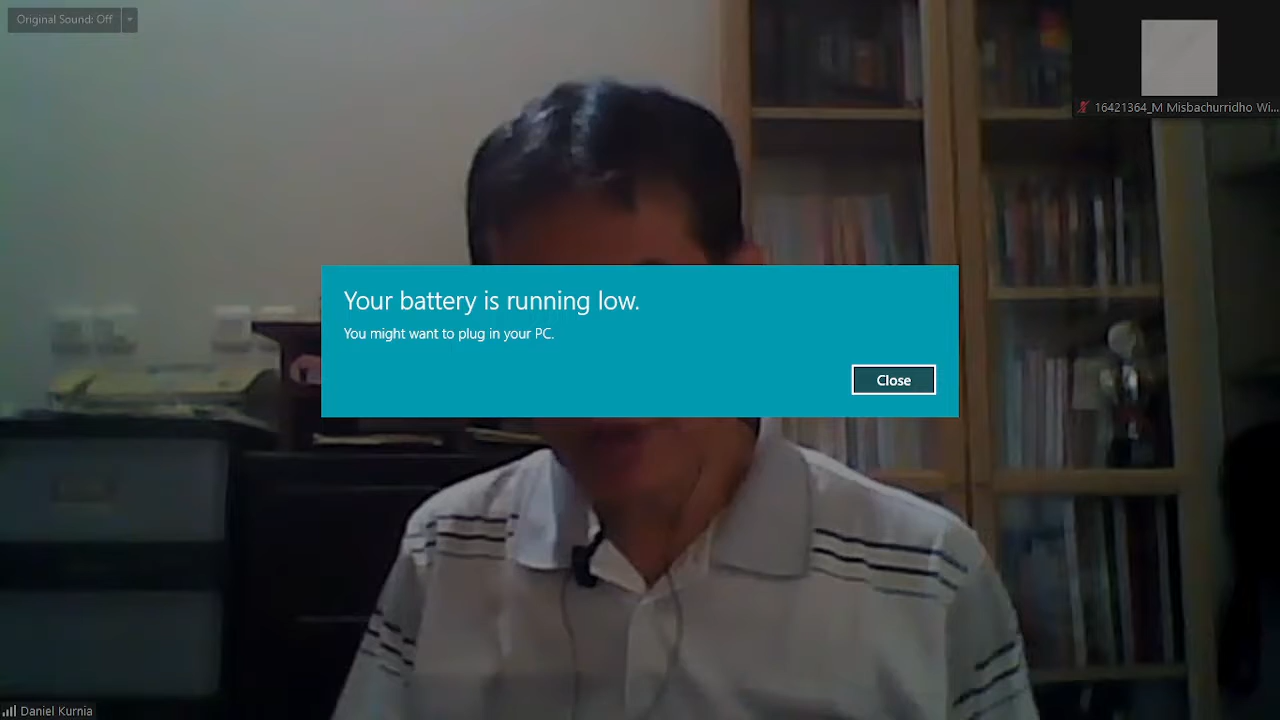 Original Sound: Off
16421364_M Misbachurridho Wi...
Your battery is running low.
You might want to plug in your PC.
Close
Daniel Kurnia